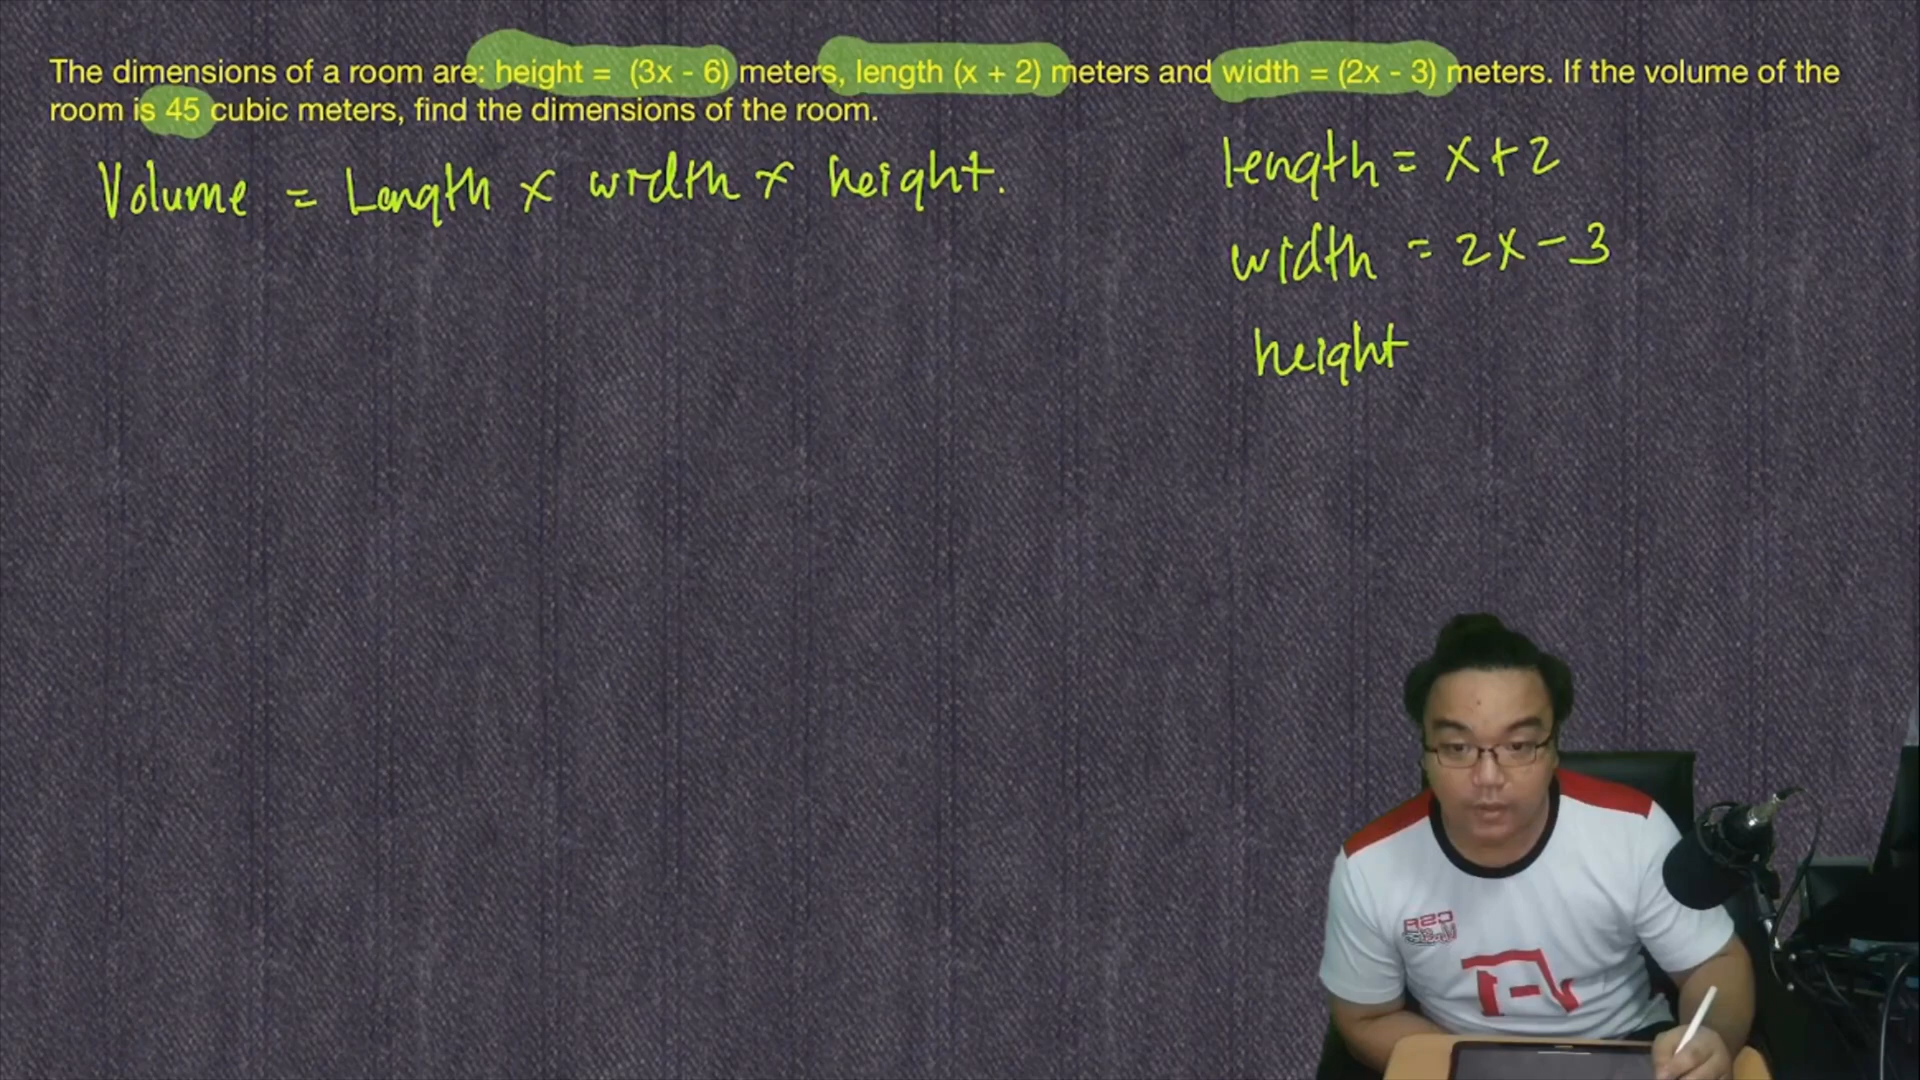 The dimensions of a room are: height = (3x - 6) meters, length (x + 2) meters and width = (2x - 3) meters. If the volume of the
room is 45 cubic meters, find the dimensions of the room.
Volume = Length x width x height.
length = x + 2
width = 2x - 3
height